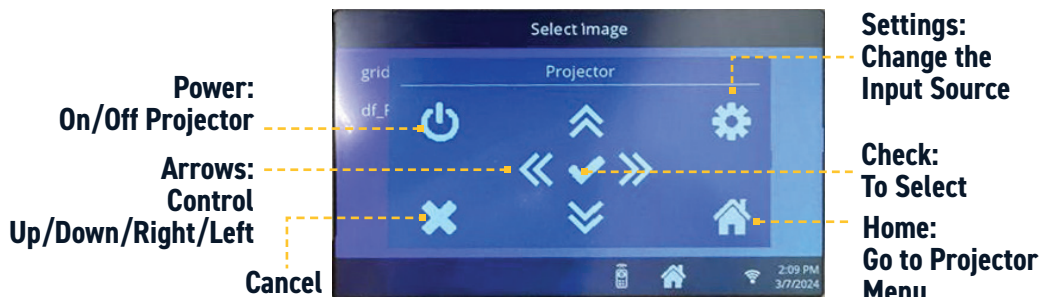 Select image
grid
Projector
df_F
Power:
On/Off Projector
Arrows:
Control
Up/Down/Right/Left
Cancel
Settings:
Change the
Input Source
Check:
To Select
Home:
Go to Projector
Menu
2:09 PM
3/7/2024